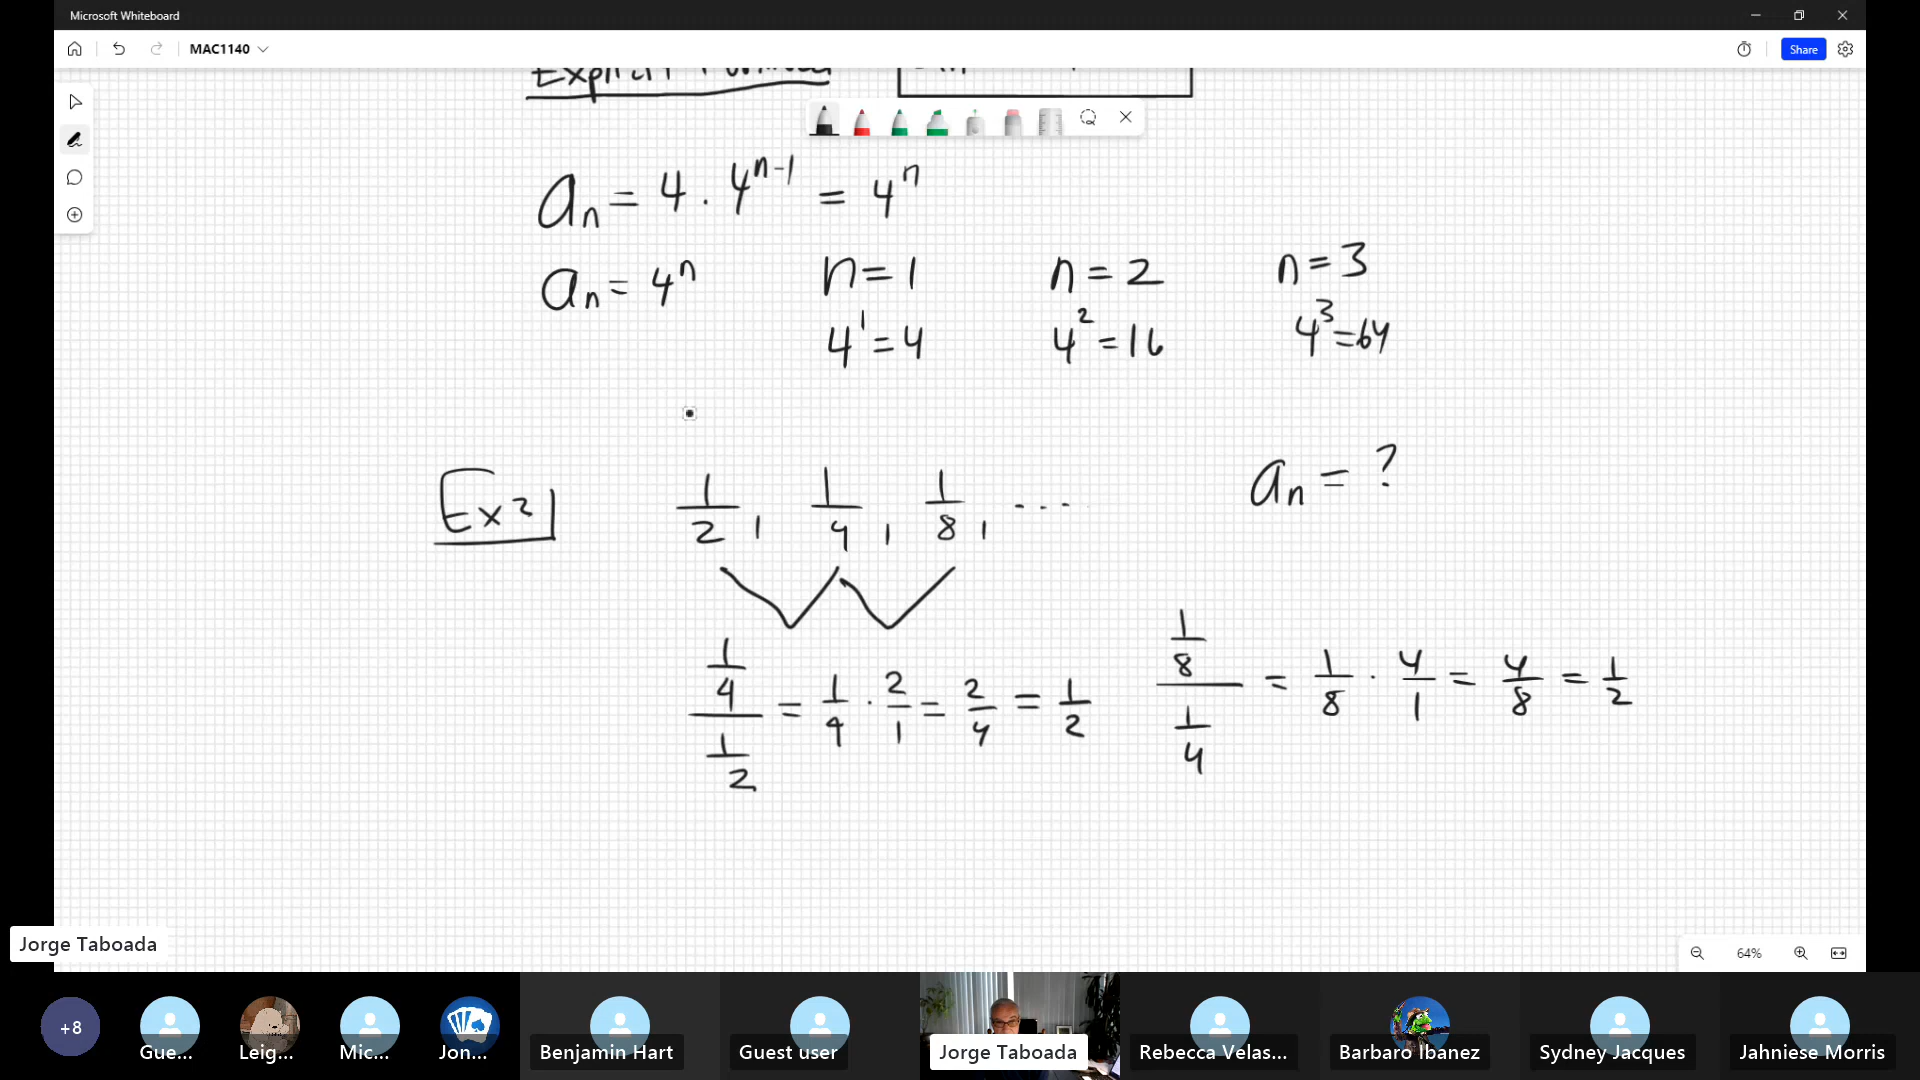 Microsoft Whiteboard
MAC1140
Share
Explicit Formula
aₙ = 4 · 4ⁿ⁻¹ = 4ⁿ
aₙ = 4ⁿ n = 1 n = 2 n = 3
4¹ = 4 4² = 16 4³ = 64
Ex2 1/2, 1/4, 1/8, .... aₙ = ?
(1/4)/(1/2) = 1/4 · 2/1 = 2/4 = 1/2 (1/8)/(1/4) = 1/8 · 4/1 = 4/8 = 1/2
Jorge Taboada
64%
+8 Gue... Leig... Mic... Jon... Benjamin Hart Guest user Jorge Taboada Rebecca Velas... Barbaro Ibanez Sydney Jacques Jahniese Morris